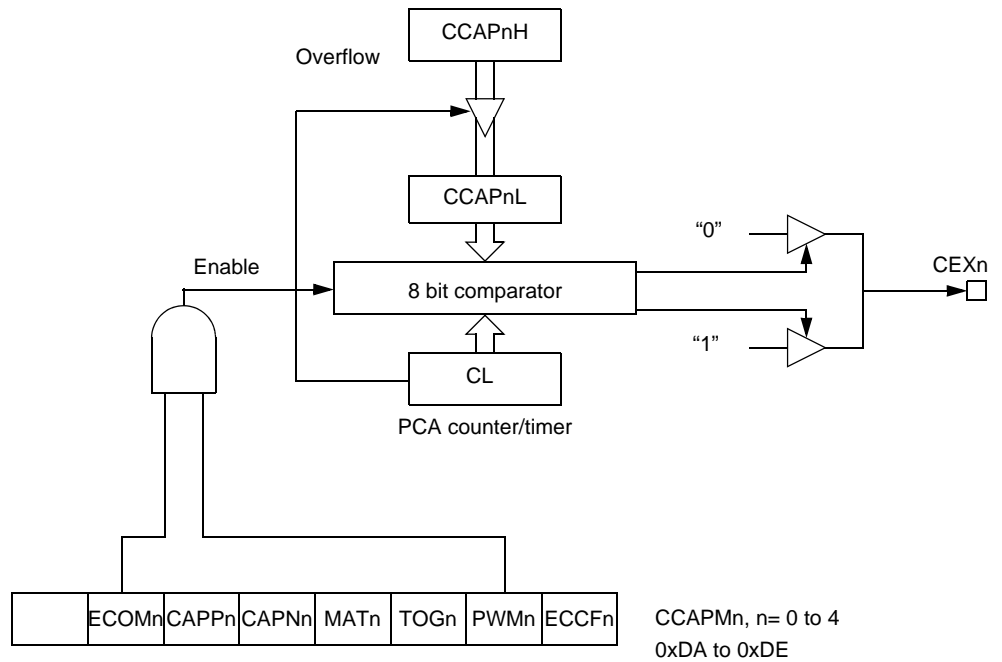 CCAPnH
Overflow
CCAPnL
“0”
Enable
8 bit comparator
CEXn
“1”
CL
PCA counter/timer
ECOMn CAPPn CAPNn MATn TOGn PWMn ECCFn
CCAPMn, n= 0 to 4
0xDA to 0xDE